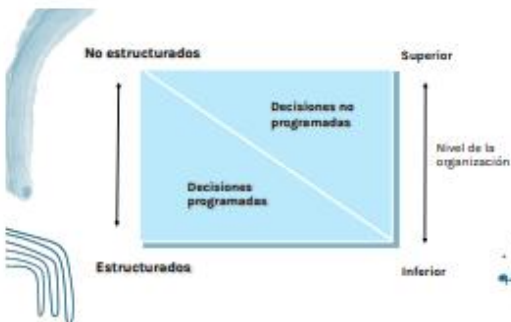 No estructurados
Superior
Decisiones no
programadas
Nivel de la
organización
Decisiones
programadas
Estructurados
Inferior